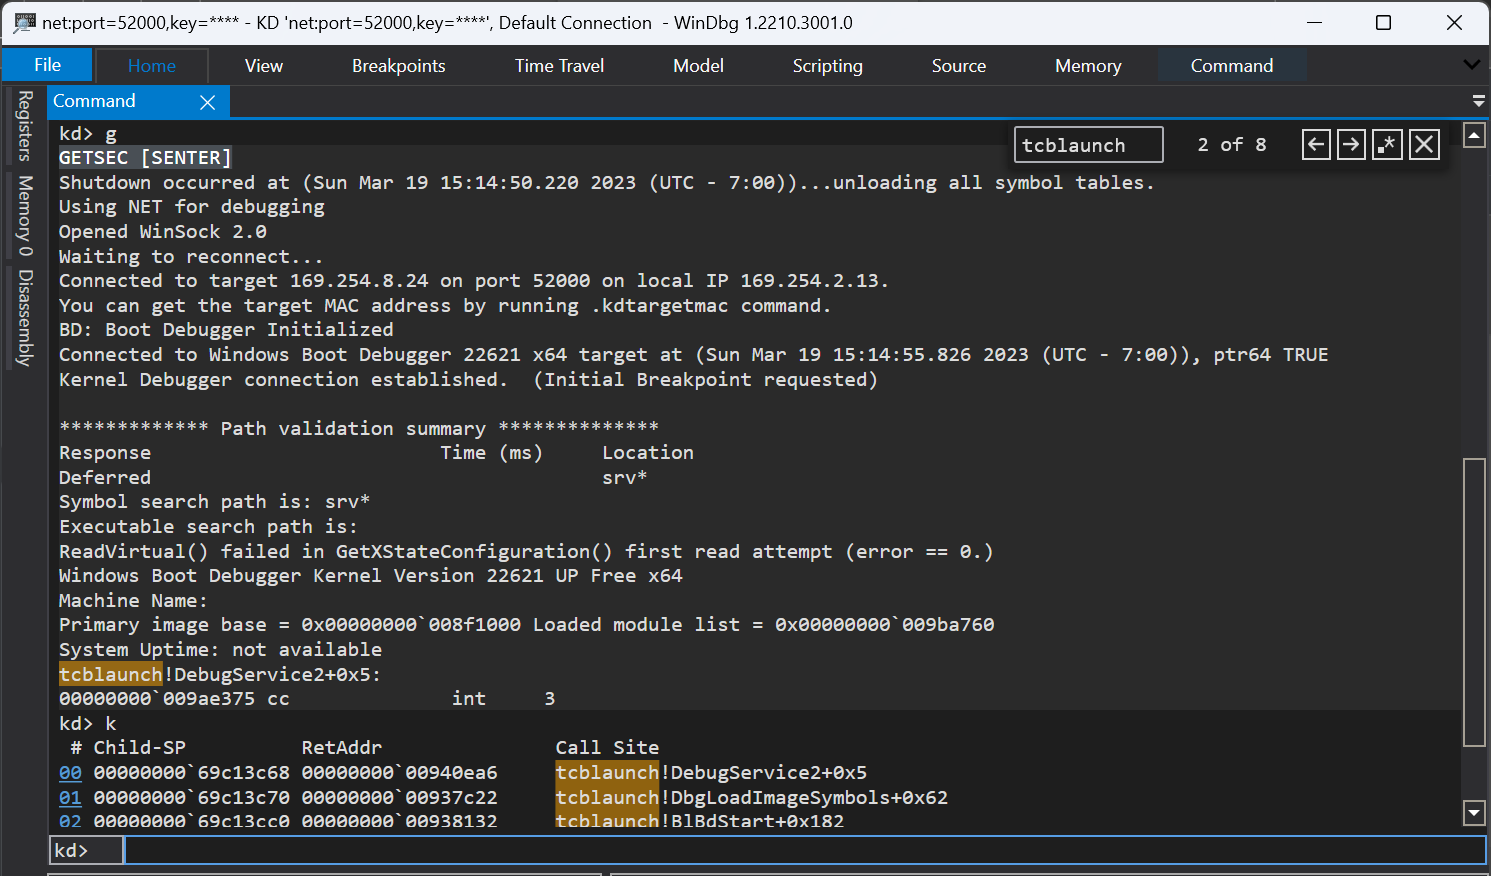 net:port=52000,key=**** - KD 'net:port=52000,key=****', Default Connection  - WinDbg 1.2210.3001.0
File Home View Breakpoints Time Travel Model Scripting Source Memory Command
Registers
Memory 0
Disassembly
Command
tcblaunch 2 of 8
kd> g
GETSEC [SENTER]
Shutdown occurred at (Sun Mar 19 15:14:50.220 2023 (UTC - 7:00))...unloading all symbol tables.
Using NET for debugging
Opened WinSock 2.0
Waiting to reconnect...
Connected to target 169.254.8.24 on port 52000 on local IP 169.254.2.13.
You can get the target MAC address by running .kdtargetmac command.
BD: Boot Debugger Initialized
Connected to Windows Boot Debugger 22621 x64 target at (Sun Mar 19 15:14:55.826 2023 (UTC - 7:00)), ptr64 TRUE
Kernel Debugger connection established.  (Initial Breakpoint requested)
************* Path validation summary **************
Response                         Time (ms)     Location
Deferred                                       srv*
Symbol search path is: srv*
Executable search path is:
ReadVirtual() failed in GetXStateConfiguration() first read attempt (error == 0.)
Windows Boot Debugger Kernel Version 22621 UP Free x64
Machine Name:
Primary image base = 0x00000000`008f1000 Loaded module list = 0x00000000`009ba760
System Uptime: not available
tcblaunch!DebugService2+0x5:
00000000`009ae375 cc              int     3
kd> k
 # Child-SP          RetAddr               Call Site
00 00000000`69c13c68 00000000`00940ea6     tcblaunch!DebugService2+0x5
01 00000000`69c13c70 00000000`00937c22     tcblaunch!DbgLoadImageSymbols+0x62
02 00000000`69c13cc0 00000000`00938132     tcblaunch!BlBdStart+0x182
kd>